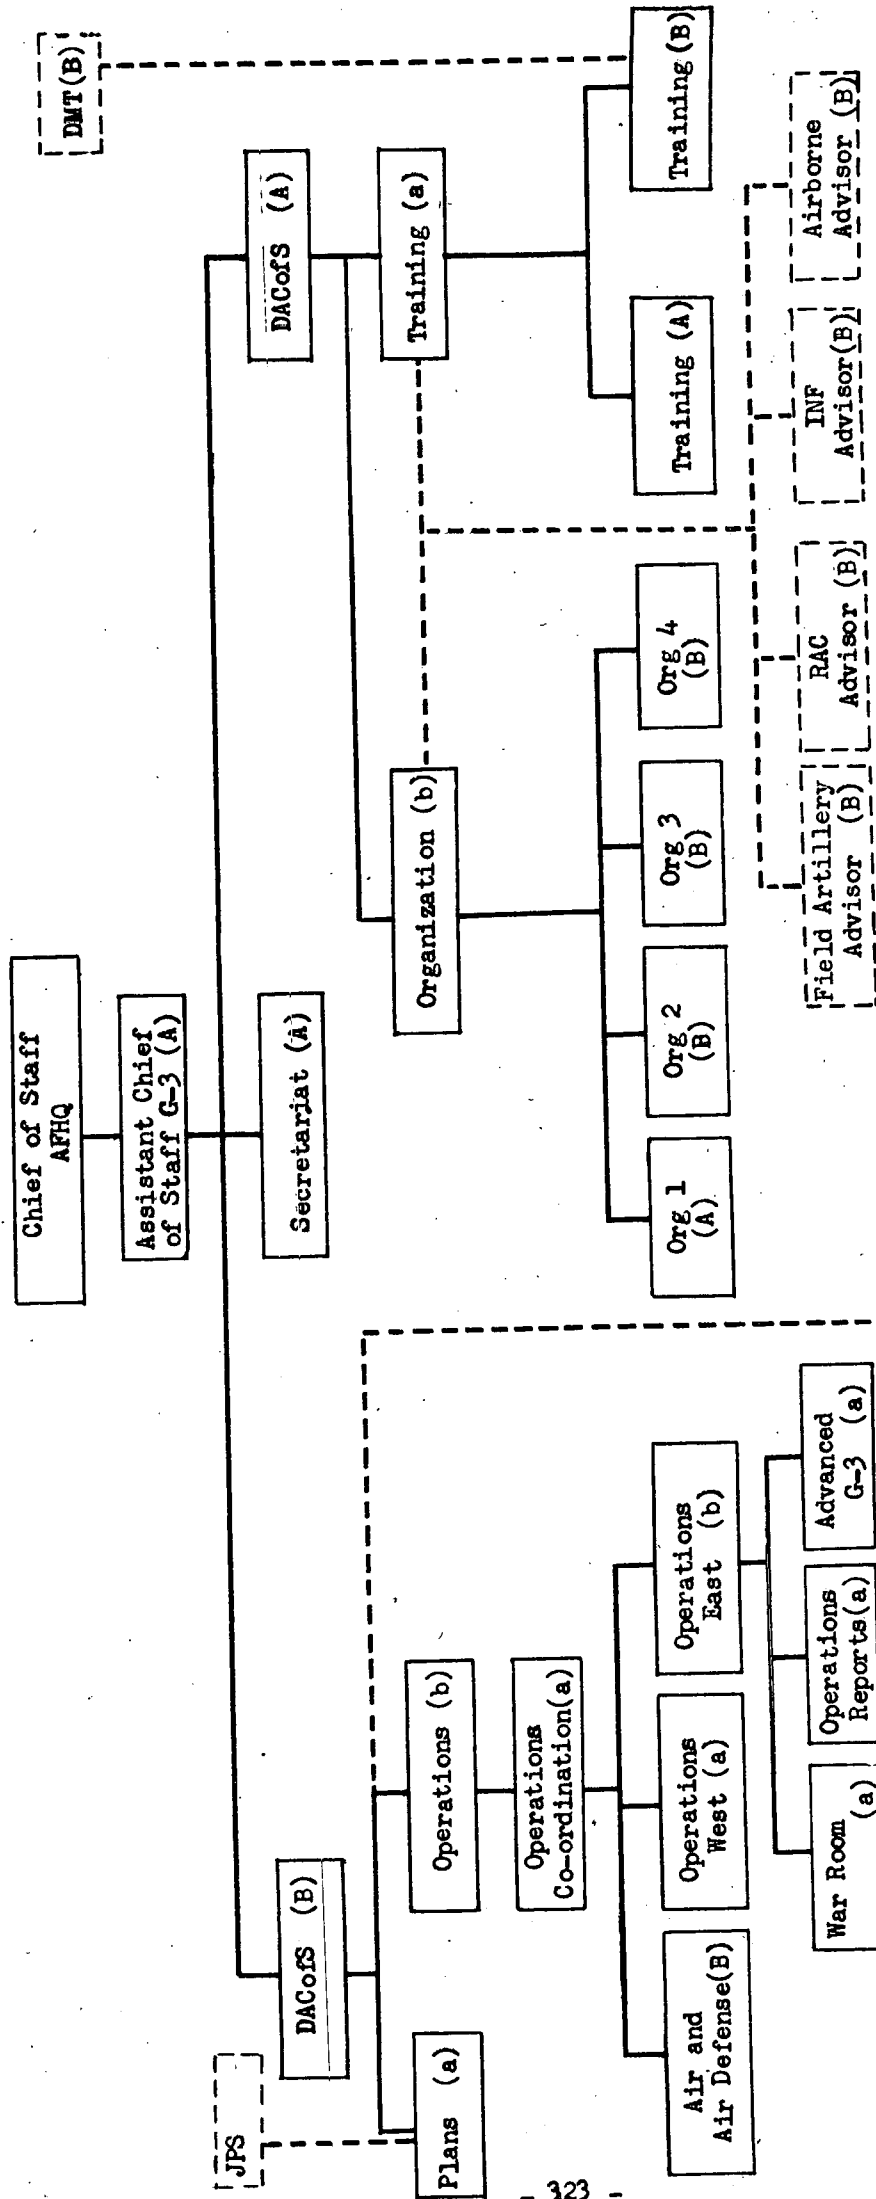 Chief of Staff
AFHQ
Assistant Chief
of Staff G-3 (A)
Secretariat (A)
JPS
DACofS (B)
DACofS (A)
DMT(B)
Plans (a)
Operations (b)
Organization (b)
Training (a)
Operations
Co-ordination(a)
Air and
Air Defense(B)
Operations
West (a)
Operations
East (b)
Org 1
(A)
Org 2
(B)
Org 3
(B)
Org 4
(B)
Training (A)
Training(B)
War Room
(a)
Operations
Reports(a)
Advanced
G-3 (a)
Field Artillery
Advisor (B)
RAC
Advisor (B)
INF
Advisor(B)
Airborne
Advisor (B)
- 323 -